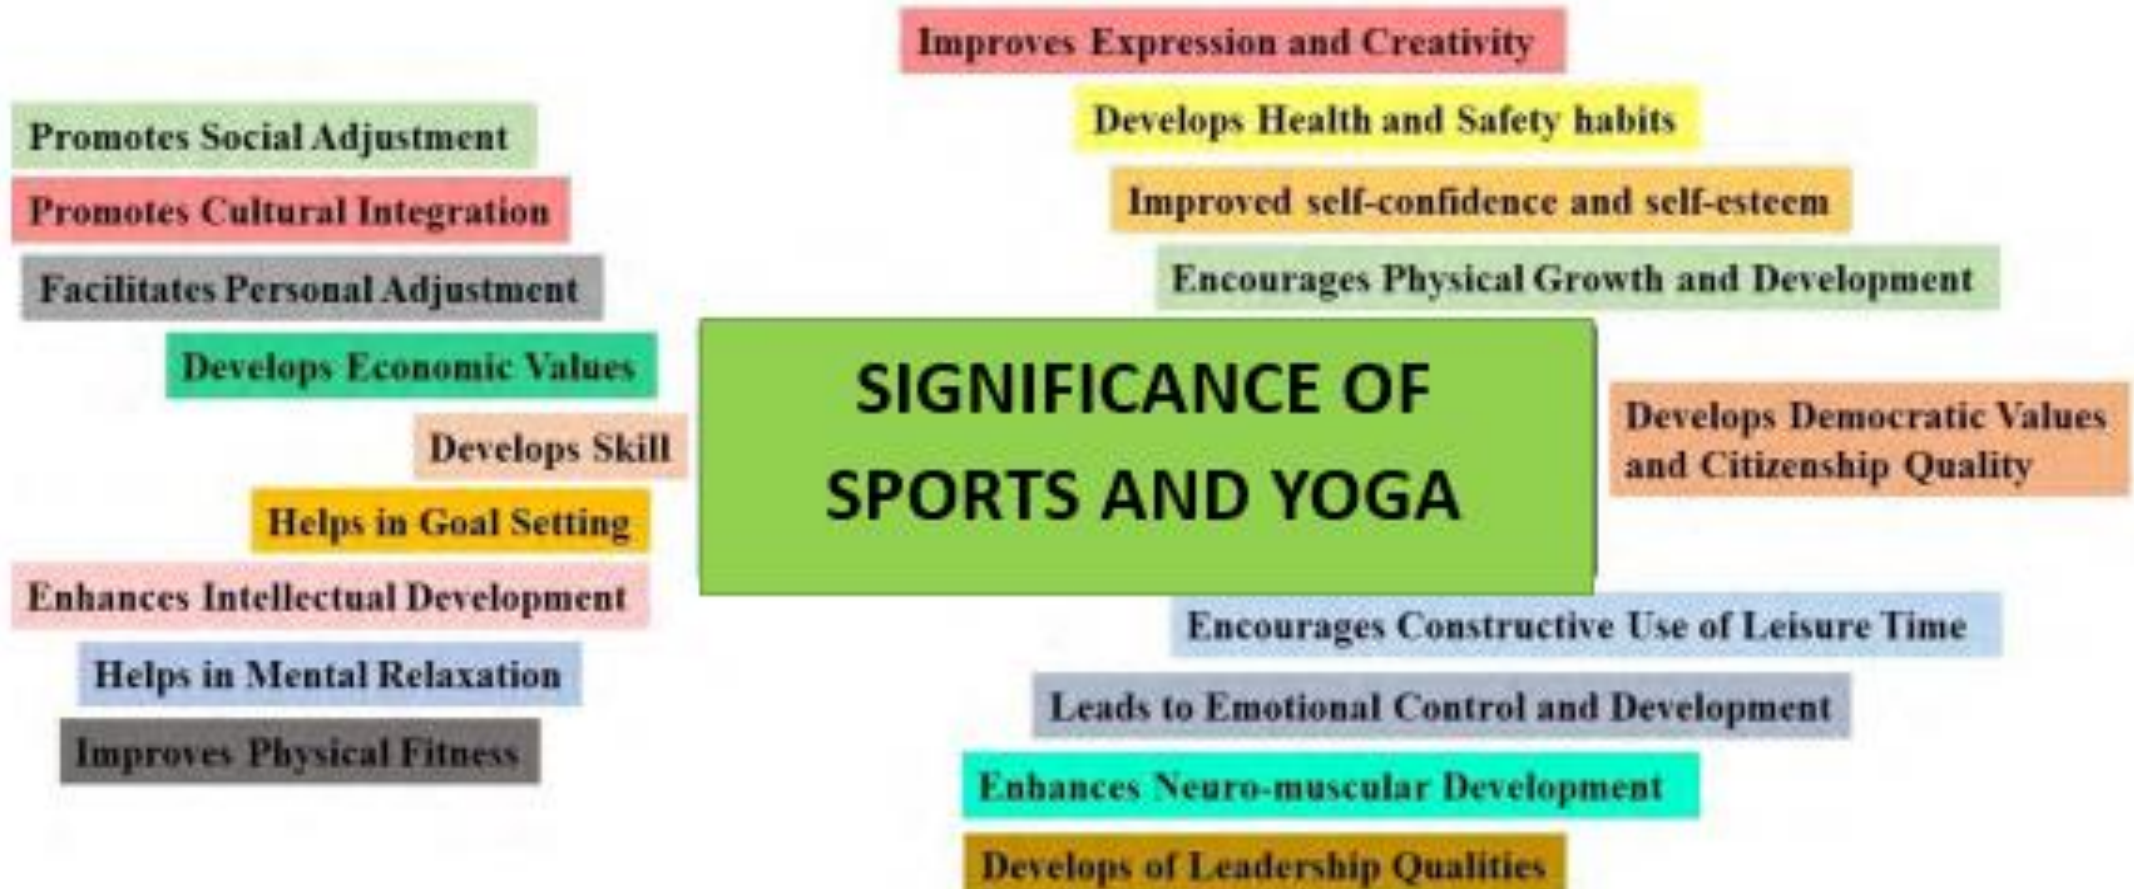 Improves Expression and Creativity
Develops Health and Safety habits
Improved self-confidence and self-esteem
Encourages Physical Growth and Development
Promotes Social Adjustment
Promotes Cultural Integration
Facilitates Personal Adjustment
Develops Economic Values
Develops Skill
Helps in Goal Setting
Enhances Intellectual Development
Helps in Mental Relaxation
Improves Physical Fitness
SIGNIFICANCE OF
SPORTS AND YOGA
Develops Democratic Values
and Citizenship Quality
Encourages Constructive Use of Leisure Time
Leads to Emotional Control and Development
Enhances Neuro-muscular Development
Develops of Leadership Qualities